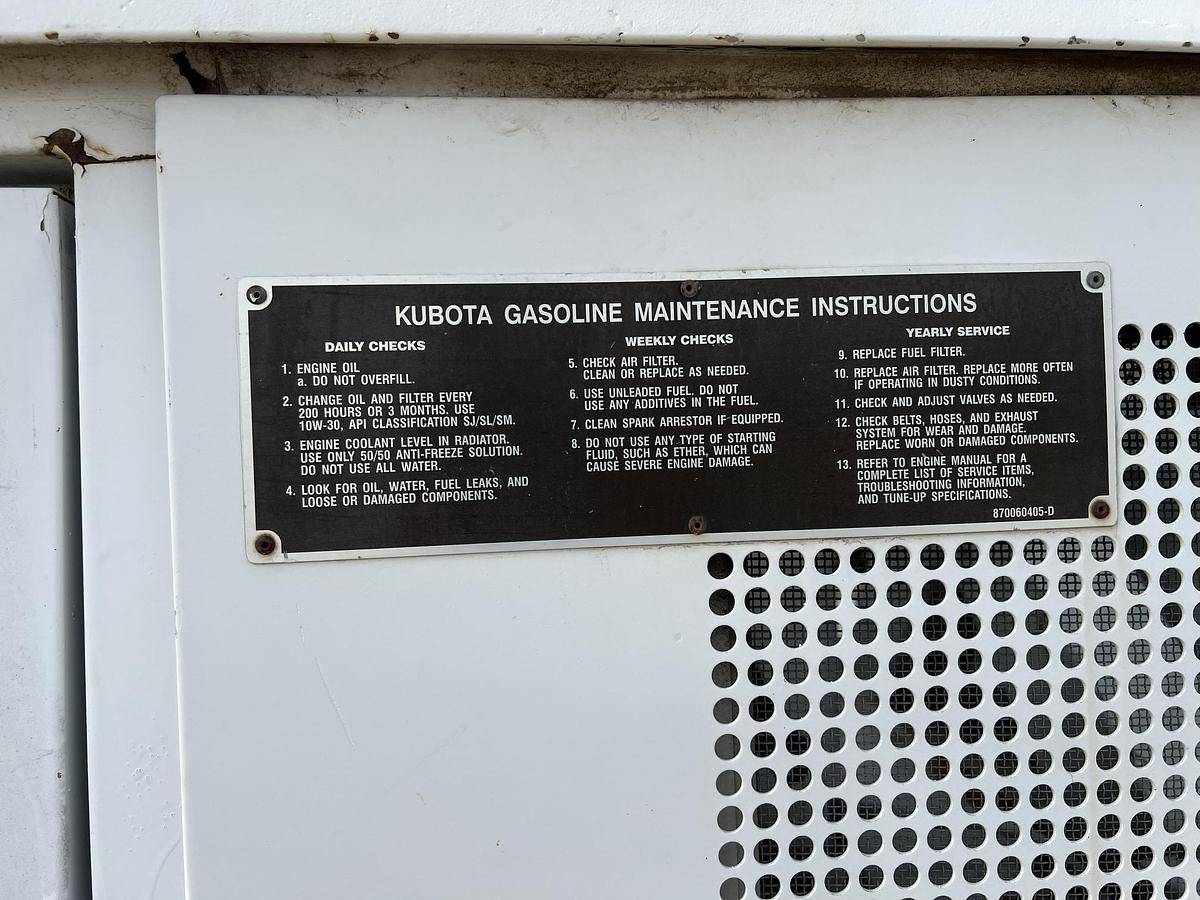 KUBOTA GASOLINE MAINTENANCE INSTRUCTIONS
DAILY CHECKS
1. ENGINE OIL
a. DO NOT OVERFILL.
2. CHANGE OIL AND FILTER EVERY
200 HOURS OR 3 MONTHS. USE
10W-30, API CLASSIFICATION SJ/SL/SM.
3. ENGINE COOLANT LEVEL IN RADIATOR.
USE ONLY 50/50 ANTI-FREEZE SOLUTION.
DO NOT USE ALL WATER.
4. LOOK FOR OIL, WATER, FUEL LEAKS, AND
LOOSE OR DAMAGED COMPONENTS.
WEEKLY CHECKS
5. CHECK AIR FILTER.
CLEAN OR REPLACE AS NEEDED.
6. USE UNLEADED FUEL. DO NOT
USE ANY ADDITIVES IN THE FUEL.
7. CLEAN SPARK ARRESTOR IF EQUIPPED.
8. DO NOT USE ANY TYPE OF STARTING
FLUID, SUCH AS ETHER, WHICH CAN
CAUSE SEVERE ENGINE DAMAGE.
YEARLY SERVICE
9. REPLACE FUEL FILTER.
10. REPLACE AIR FILTER. REPLACE MORE OFTEN
IF OPERATING IN DUSTY CONDITIONS.
11. CHECK AND ADJUST VALVES AS NEEDED.
12. CHECK BELTS, HOSES, AND EXHAUST
SYSTEM FOR WEAR AND DAMAGE.
REPLACE WORN OR DAMAGED COMPONENTS.
13. REFER TO ENGINE MANUAL FOR A
COMPLETE LIST OF SERVICE ITEMS,
TROUBLESHOOTING INFORMATION,
AND TUNE-UP SPECIFICATIONS.
870060405-D